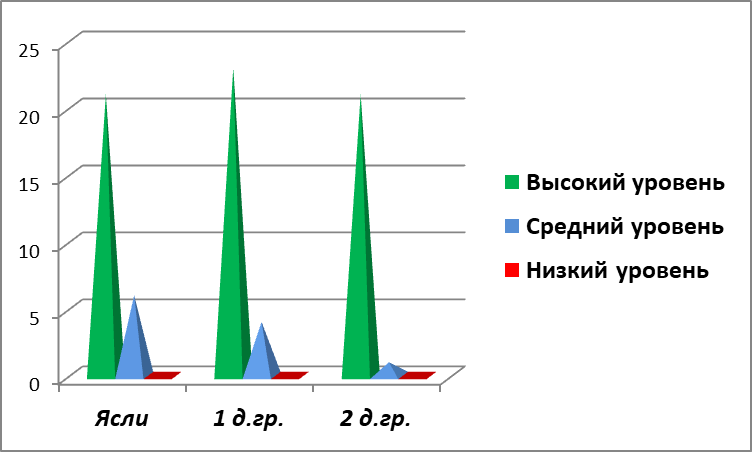 25
20
15
10
5
0
Ясли 1 д.гр. 2 д.гр.
Высокий уровень
Средний уровень
Низкий уровень